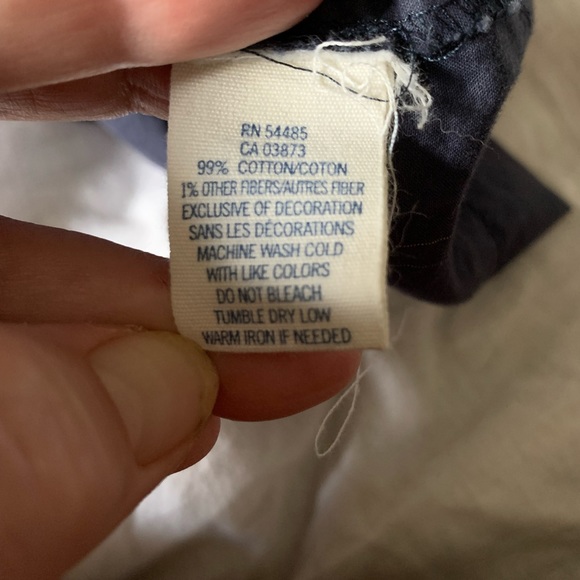 RN 54485
CA 03873
99% COTTON/COTON
1% OTHER FIBERS/AUTRES FIBER
EXCLUSIVE OF DECORATION
SANS LES DÉCORATIONS
MACHINE WASH COLD
WITH LIKE COLORS
DO NOT BLEACH
TUMBLE DRY LOW
WARM IRON IF NEEDED